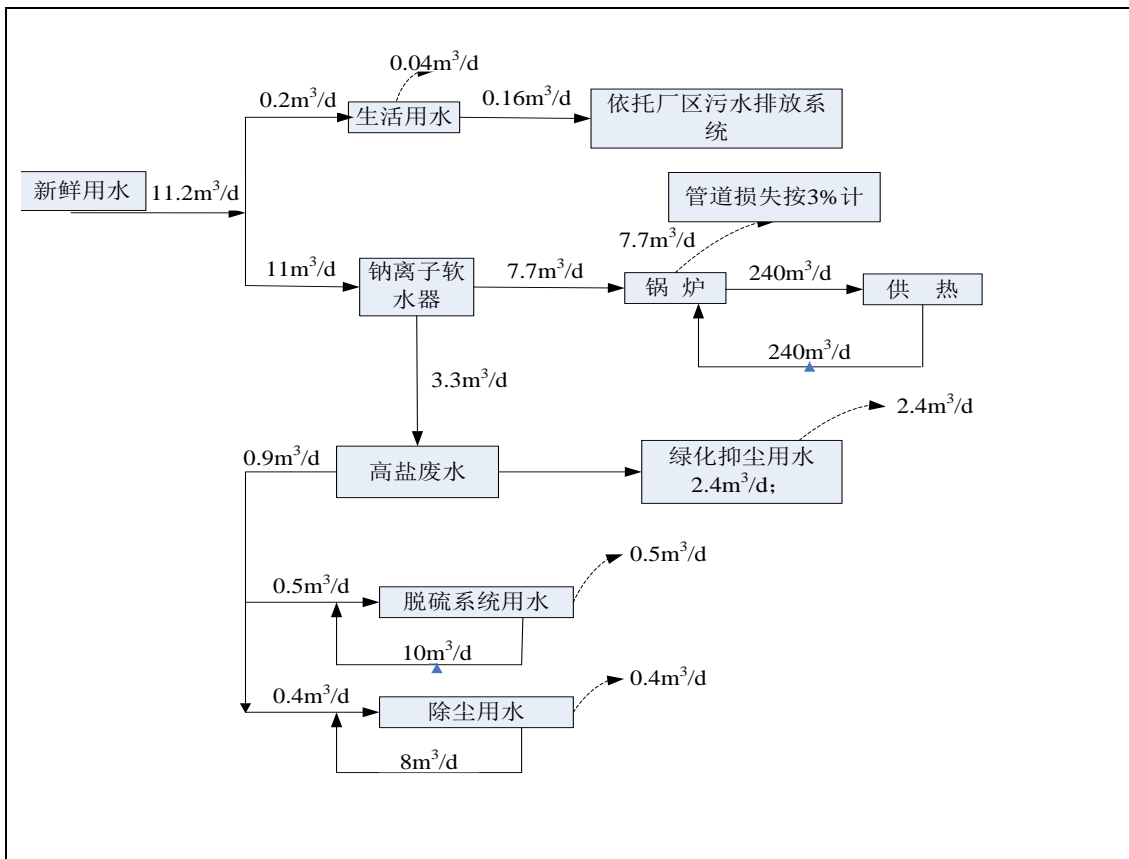 0.04m³/d
0.2m³/d
生活用水
0.16m³/d
依托厂区污水排放系
统
新鲜用水
11.2m³/d
管道损失按3%计
7.7m³/d
11m³/d
钠离子软
水器
7.7m³/d
锅 炉
240m³/d
供 热
240m³/d
3.3m³/d
2.4m³/d
0.9m³/d
高盐废水
绿化抑尘用水
2.4m³/d；
0.5m³/d
0.5m³/d
脱硫系统用水
10m³/d
0.4m³/d
0.4m³/d
除尘用水
8m³/d